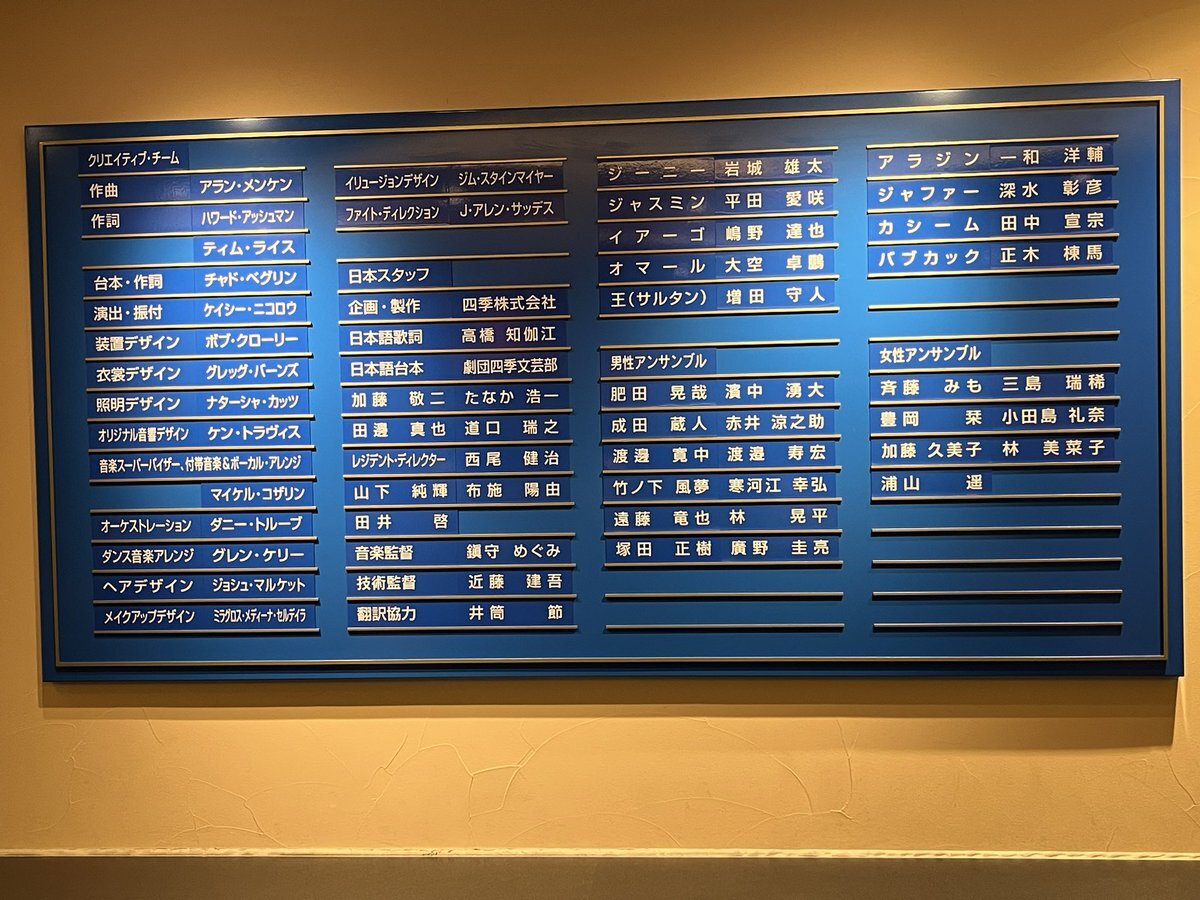 クリエイティブ・チーム
作曲 アラン・メンケン
作詞 ハワード・アッシュマン
ティム・ライス
台本・作詞 チャド・ベグリン
演出・振付 ケイシー・ニコロウ
装置デザイン ボブ・クローリー
衣裳デザイン グレッグ・バーンズ
照明デザイン ナターシャ・カッツ
オリジナル音響デザイン ケン・トラヴィス
音楽スーパーバイザー、付帯音楽&ボーカル・アレンジ
マイケル・コザリン
オーケストレーション ダニー・トルーブ
ダンス音楽アレンジ グレン・ケリー
ヘアデザイン ジョシュ・マルケット
メイクアップデザイン ミラグロス・メディーナ・セルデイラ
イリュージョンデザイン ジム・スタインマイヤー
ファイト・ディレクション J・アレン・サッデス
日本スタッフ
企画・製作 四季株式会社
日本語歌詞 高橋 知伽江
日本語台本 劇団四季文芸部
加藤 敬二 たなか 浩一
田邊 真也 道口 瑞之
レジデント・ディレクター 西尾 健治
山下 純輝 布施 陽由
田井 啓
音楽監督 鎭守 めぐみ
技術監督 近藤 建吾
翻訳協力 井筒 節
ジーニー 岩城 雄太
ジャスミン 平田 愛咲
イアーゴ 嶋野 達也
オマール 大空 卓鵬
王(サルタン) 増田 守人
男性アンサンブル
肥田 晃哉 濱中 湧大
成田 蔵人 赤井 涼之助
渡邉 寛中 渡邉 寿宏
竹ノ下 風夢 寒河江 幸弘
遠藤 竜也 林 晃平
塚田 正樹 廣野 圭亮
アラジン 一和 洋輔
ジャファー 深水 彰彦
カシーム 田中 宣宗
バブカック 正木 棟馬
女性アンサンブル
斉藤 みも 三島 瑞稀
豊岡 栞 小田島 礼奈
加藤 久美子 林 美菜子
浦山 遥